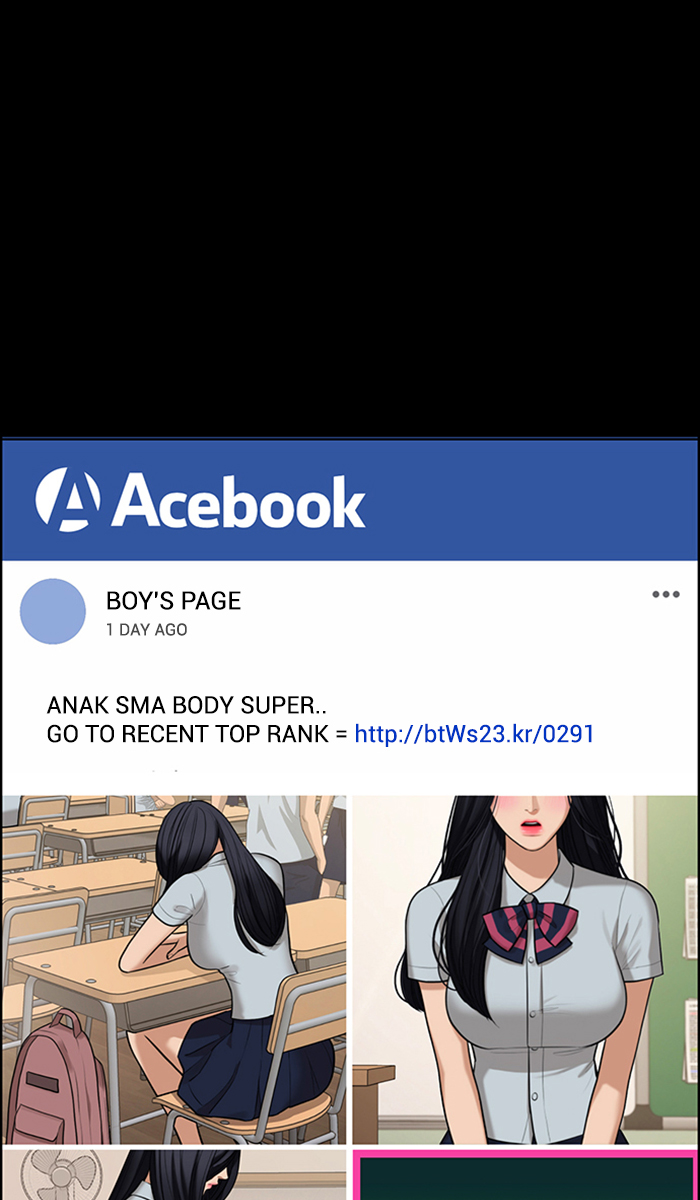 Acebook
BOY'S PAGE
1 DAY AGO
ANAK SMA BODY SUPER..
GO TO RECENT TOP RANK = http://btWs23.kr/0291